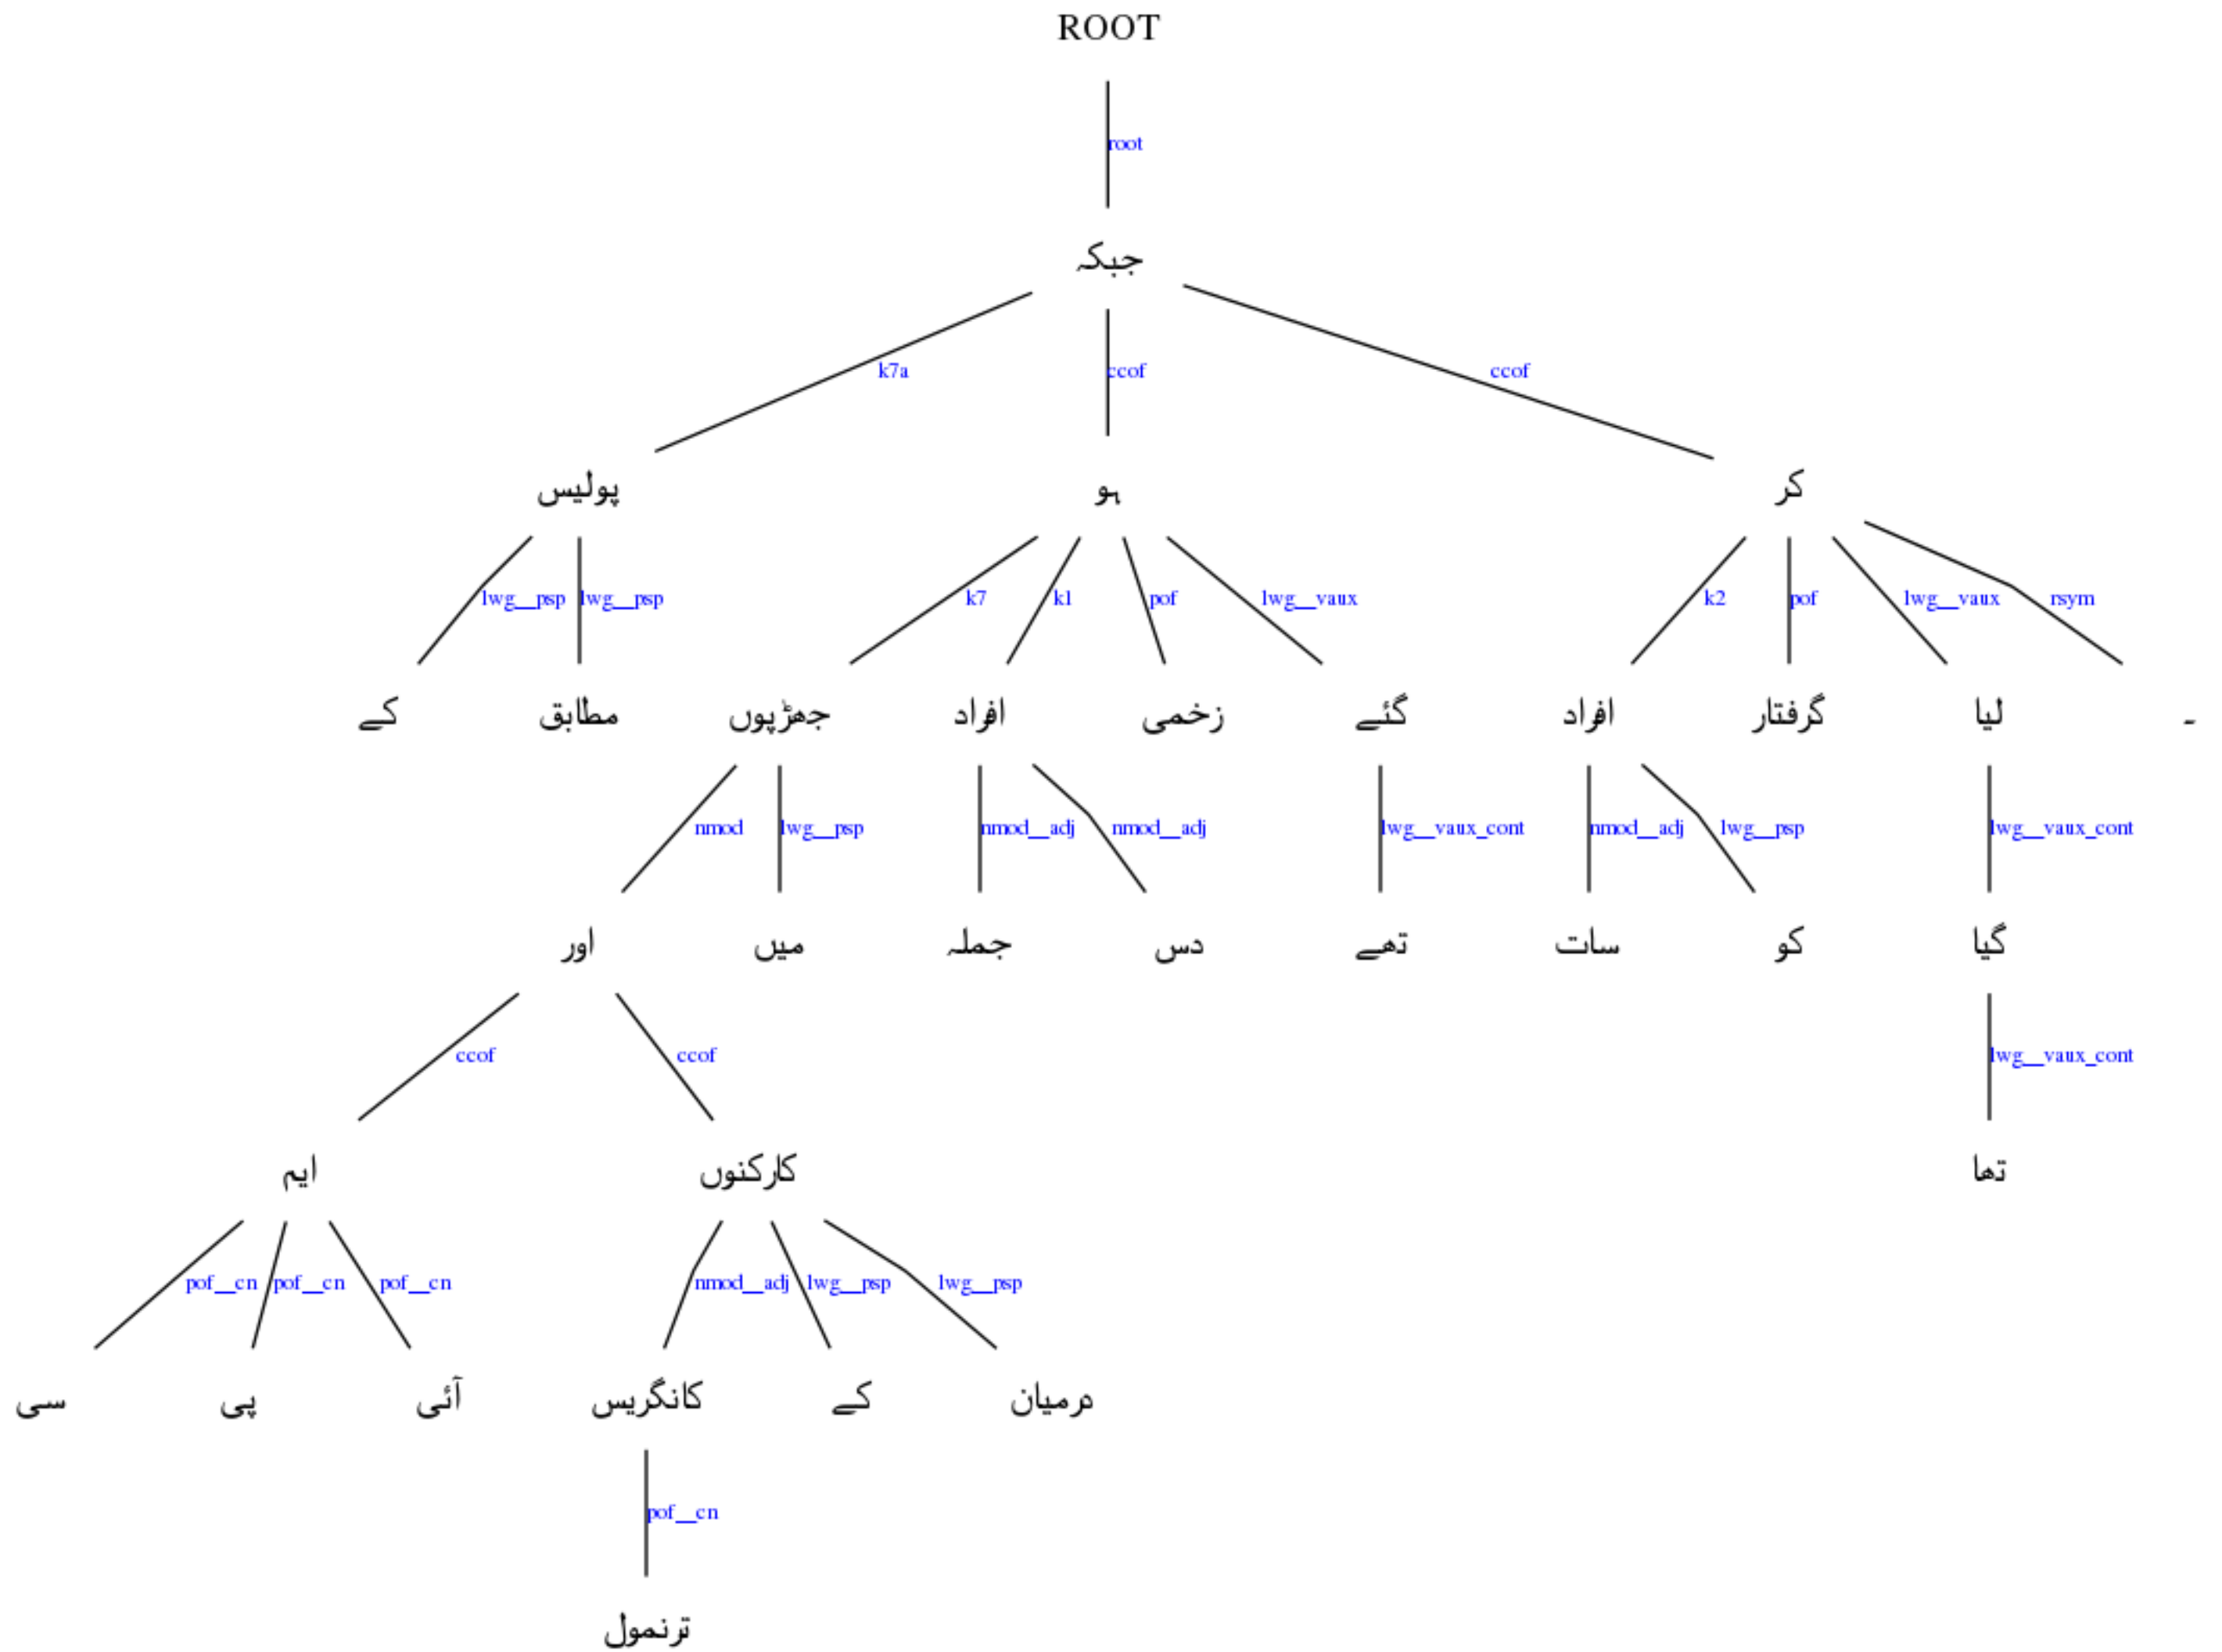 ROOT
root
جبکہ
k7a ccof ccof
پولیس ہو کر
lwg__psp lwg__psp k7 k1 pof lwg__vaux k2 pof lwg__vaux rsym
کے مطابق جھڑپوں افراد زخمی گئے افراد گرفتار لیا ۔
nmod lwg__psp nmod__adj nmod__adj lwg__vaux_cont nmod__adj lwg__psp lwg__vaux_cont
اور میں جملہ دس تھے سات کو گیا
ccof ccof lwg__vaux_cont
ایم کارکنوں تھا
pof__cn pof__cn pof__cn nmod__adj lwg__psp lwg__psp
سی پی آئی کانگریس کے درمیان
pof__cn
ترنمول